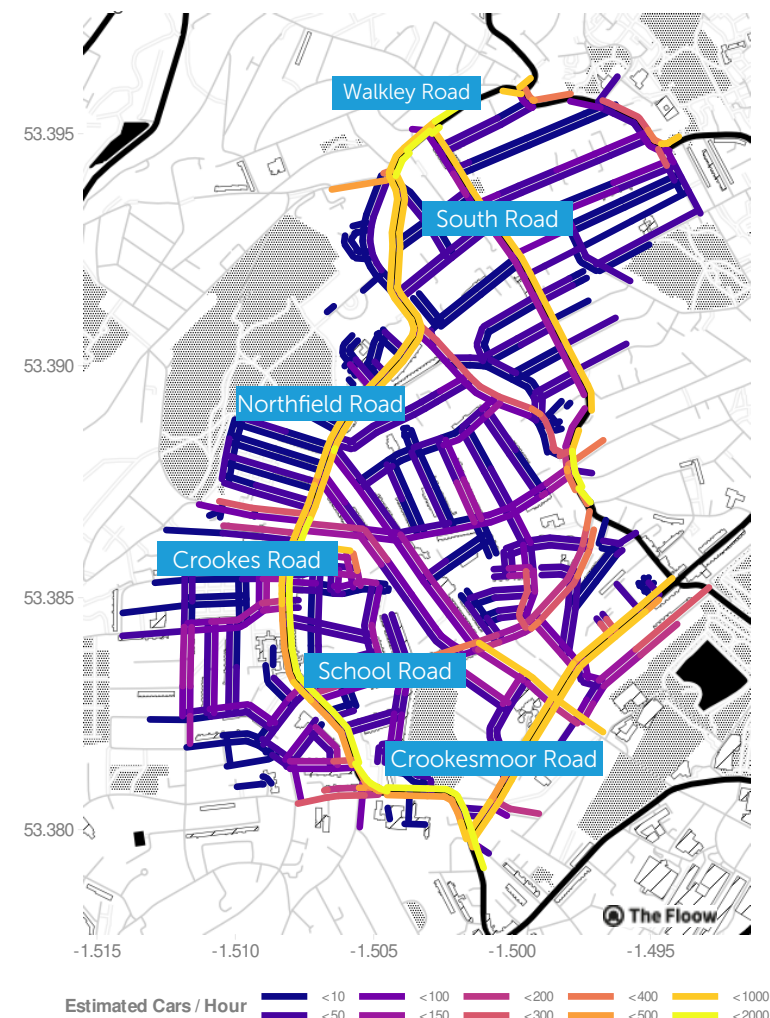 Walkley Road
53.395
South Road
53.390
Northfield Road
Crookes Road
53.385
School Road
Crookesmoor Road
53.380
The Floow
-1.515 -1.510 -1.505 -1.500 -1.495
Estimated Cars / Hour <10 <100 <200 <400 <1000
<50 <150 <300 <500 <2000